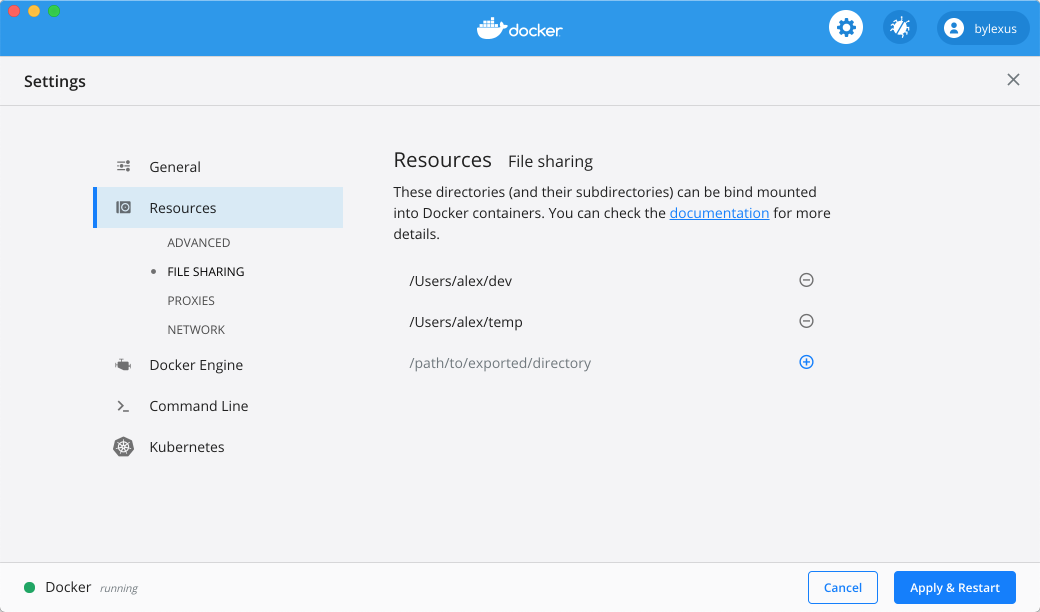 docker
bylexus
Settings
General
Resources
ADVANCED
FILE SHARING
PROXIES
NETWORK
Docker Engine
Command Line
Kubernetes
Resources File sharing
These directories (and their subdirectories) can be bind mounted
into Docker containers. You can check the documentation for more
details.
/Users/alex/dev
/Users/alex/temp
/path/to/exported/directory
Docker running
Cancel
Apply & Restart